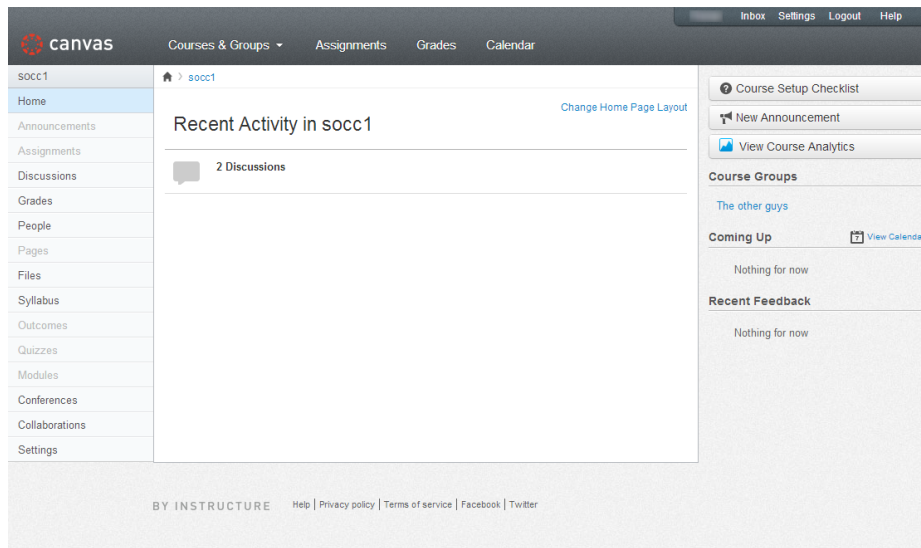 Inbox Settings Logout Help
canvas
Courses & Groups Assignments Grades Calendar
socc1
socc1
Home
Announcements
Assignments
Discussions
Grades
People
Pages
Files
Syllabus
Outcomes
Quizzes
Modules
Conferences
Collaborations
Settings
Change Home Page Layout
Recent Activity in socc1
2 Discussions
Course Setup Checklist
New Announcement
View Course Analytics
Course Groups
The other guys
Coming Up 7 View Calenda
Nothing for now
Recent Feedback
Nothing for now
BY INSTRUCTURE Help | Privacy policy | Terms of service | Facebook | Twitter